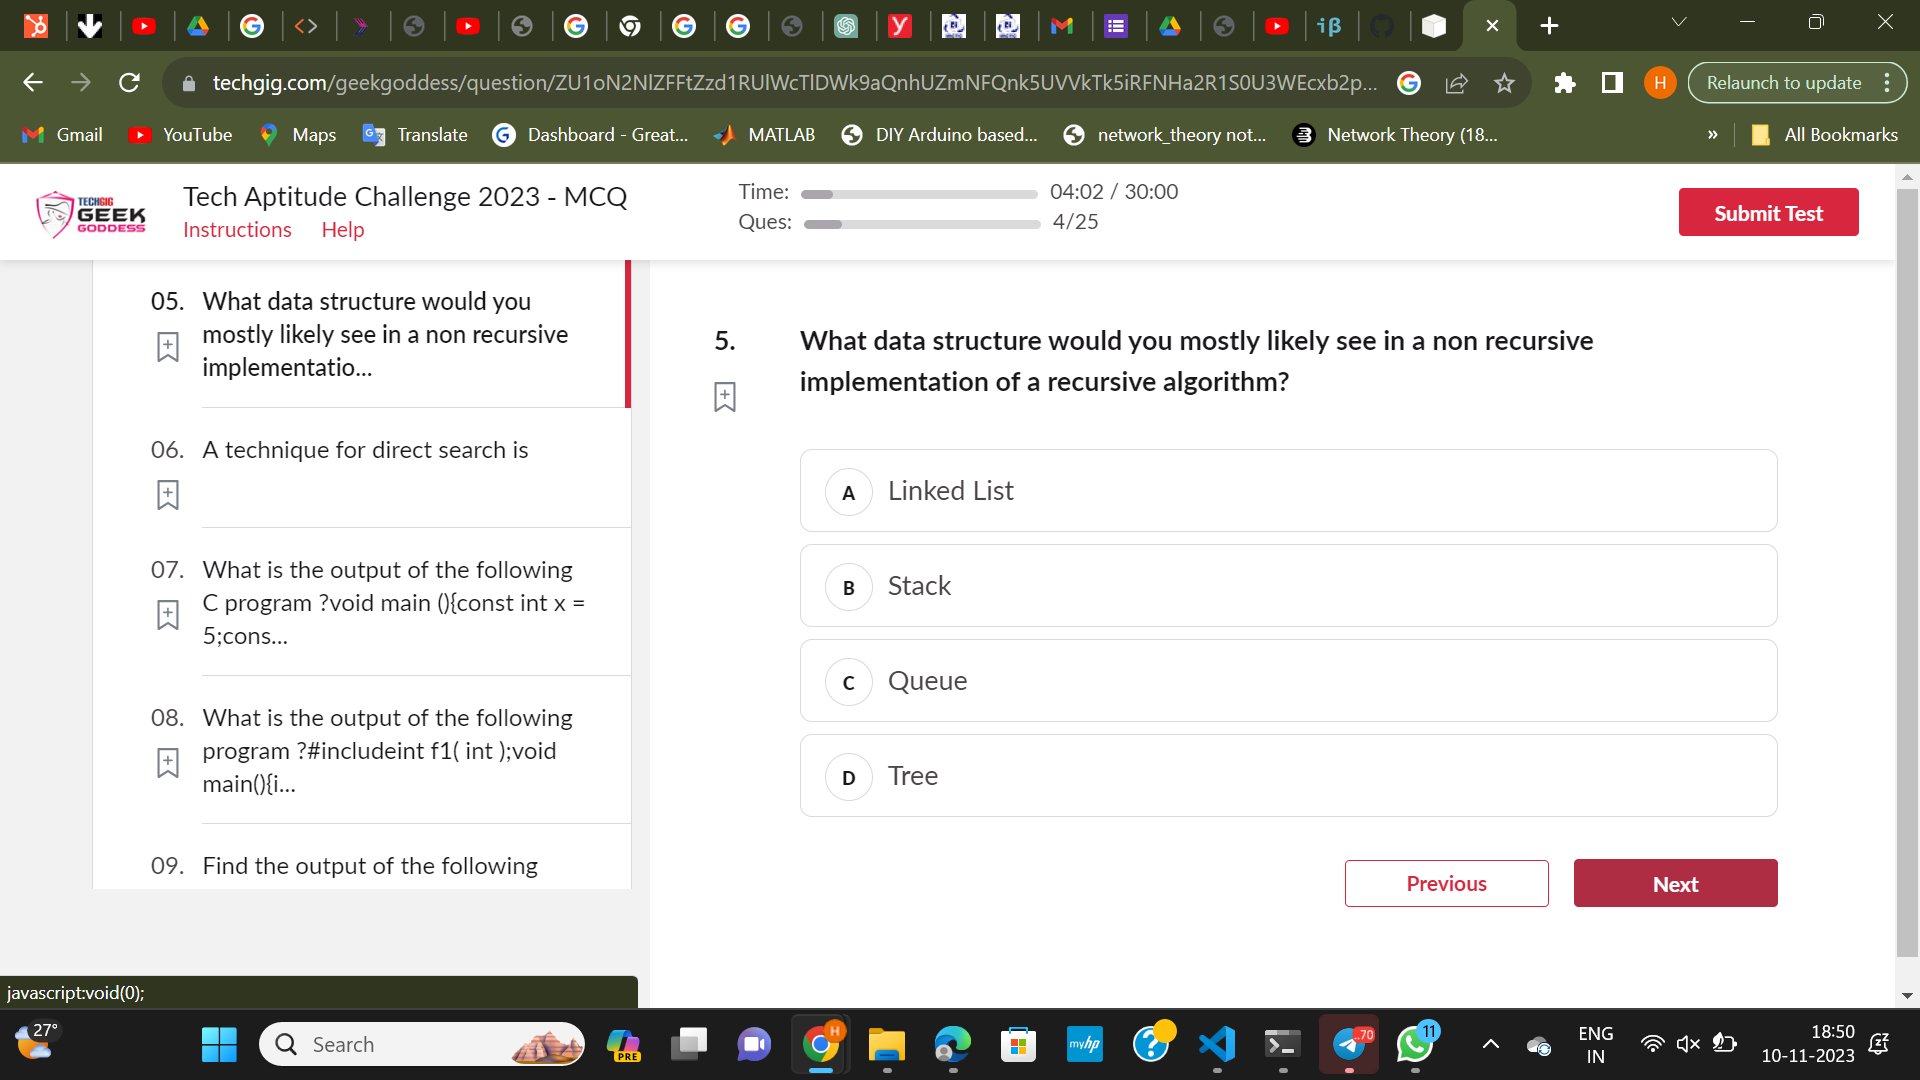 techgig.com/geekgoddess/question/ZU1oN2NlZFFtZzd1RUlWcTlDWk9aQnhUZmNFQnk5UVVkTk5iRFNHa2R1S0U3WEcxb2p...
H
Relaunch to update
Gmail
YouTube
Maps
Translate
Dashboard - Great...
MATLAB
DIY Arduino based...
network_theory not...
Network Theory (18...
»
All Bookmarks
TECHGIG
GEEK
GODDESS
Tech Aptitude Challenge 2023 - MCQ
Instructions
Help
Time: 04:02 / 30:00
Ques: 4/25
Submit Test
05. What data structure would you
mostly likely see in a non recursive
implementatio...
06. A technique for direct search is
07. What is the output of the following
C program ?void main (){const int x =
5;cons...
08. What is the output of the following
program ?#includeint f1( int );void
main(){i...
09. Find the output of the following
5. What data structure would you mostly likely see in a non recursive
implementation of a recursive algorithm?
A Linked List
B Stack
C Queue
D Tree
Previous
Next
javascript:void(0);
27°
Search
PRE
H
myhp
70
11
ENG
IN
18:50
10-11-2023